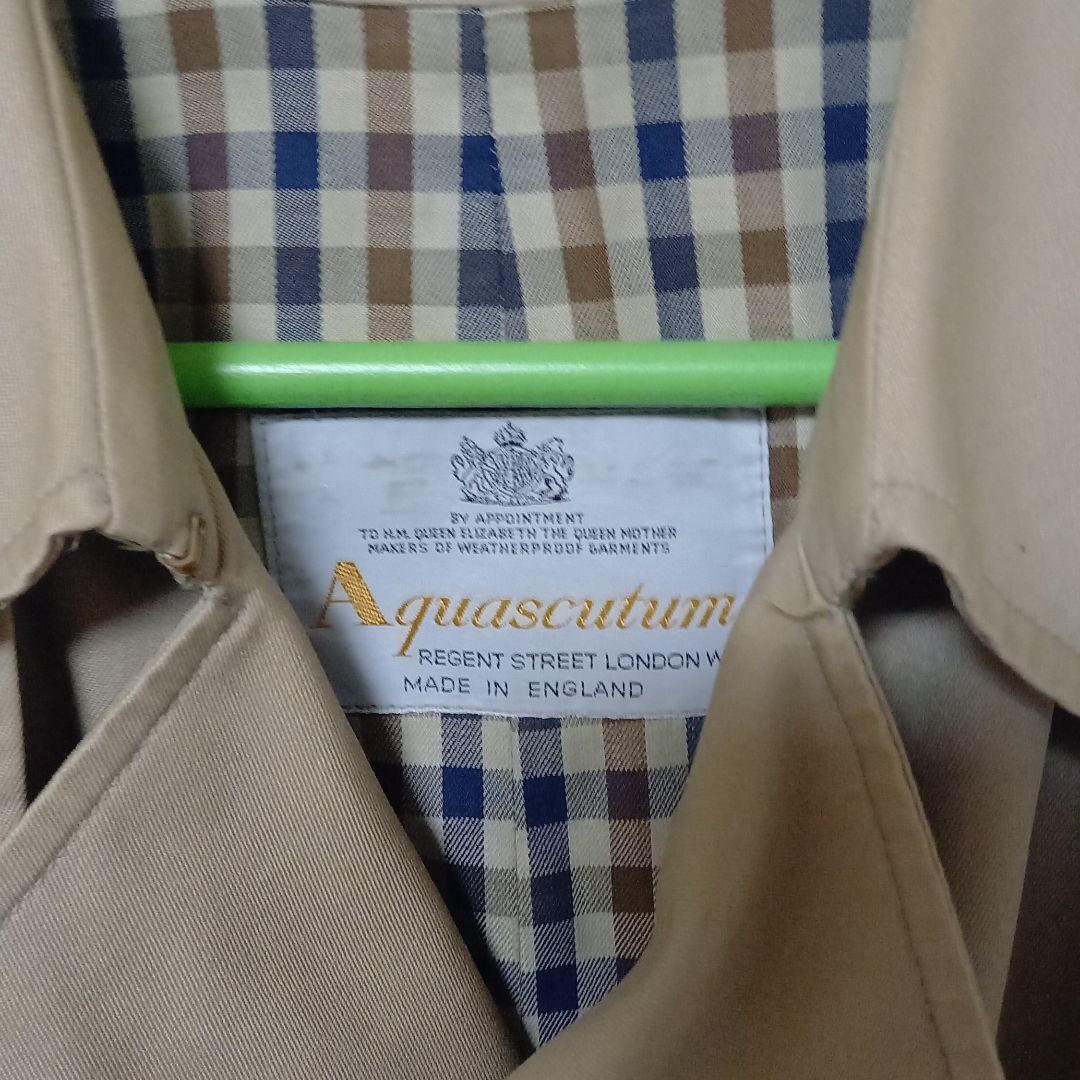 BY APPOINTMENT
TO H.M. QUEEN ELIZABETH THE QUEEN MOTHER
MAKERS OF WEATHERPROOF GARMENTS
Aquascutum
REGENT STREET LONDON W
MADE IN ENGLAND